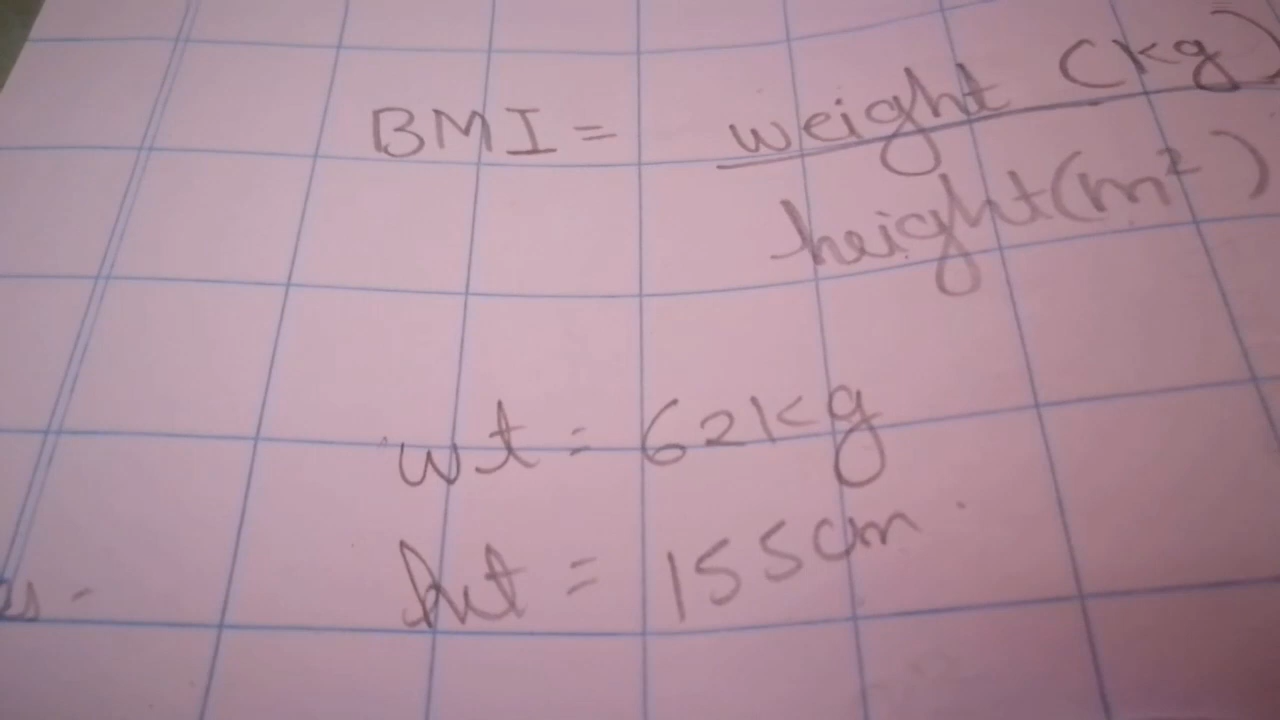 BMI = weight (kg)
height (m²)
wt = 62kg
ht = 155cm